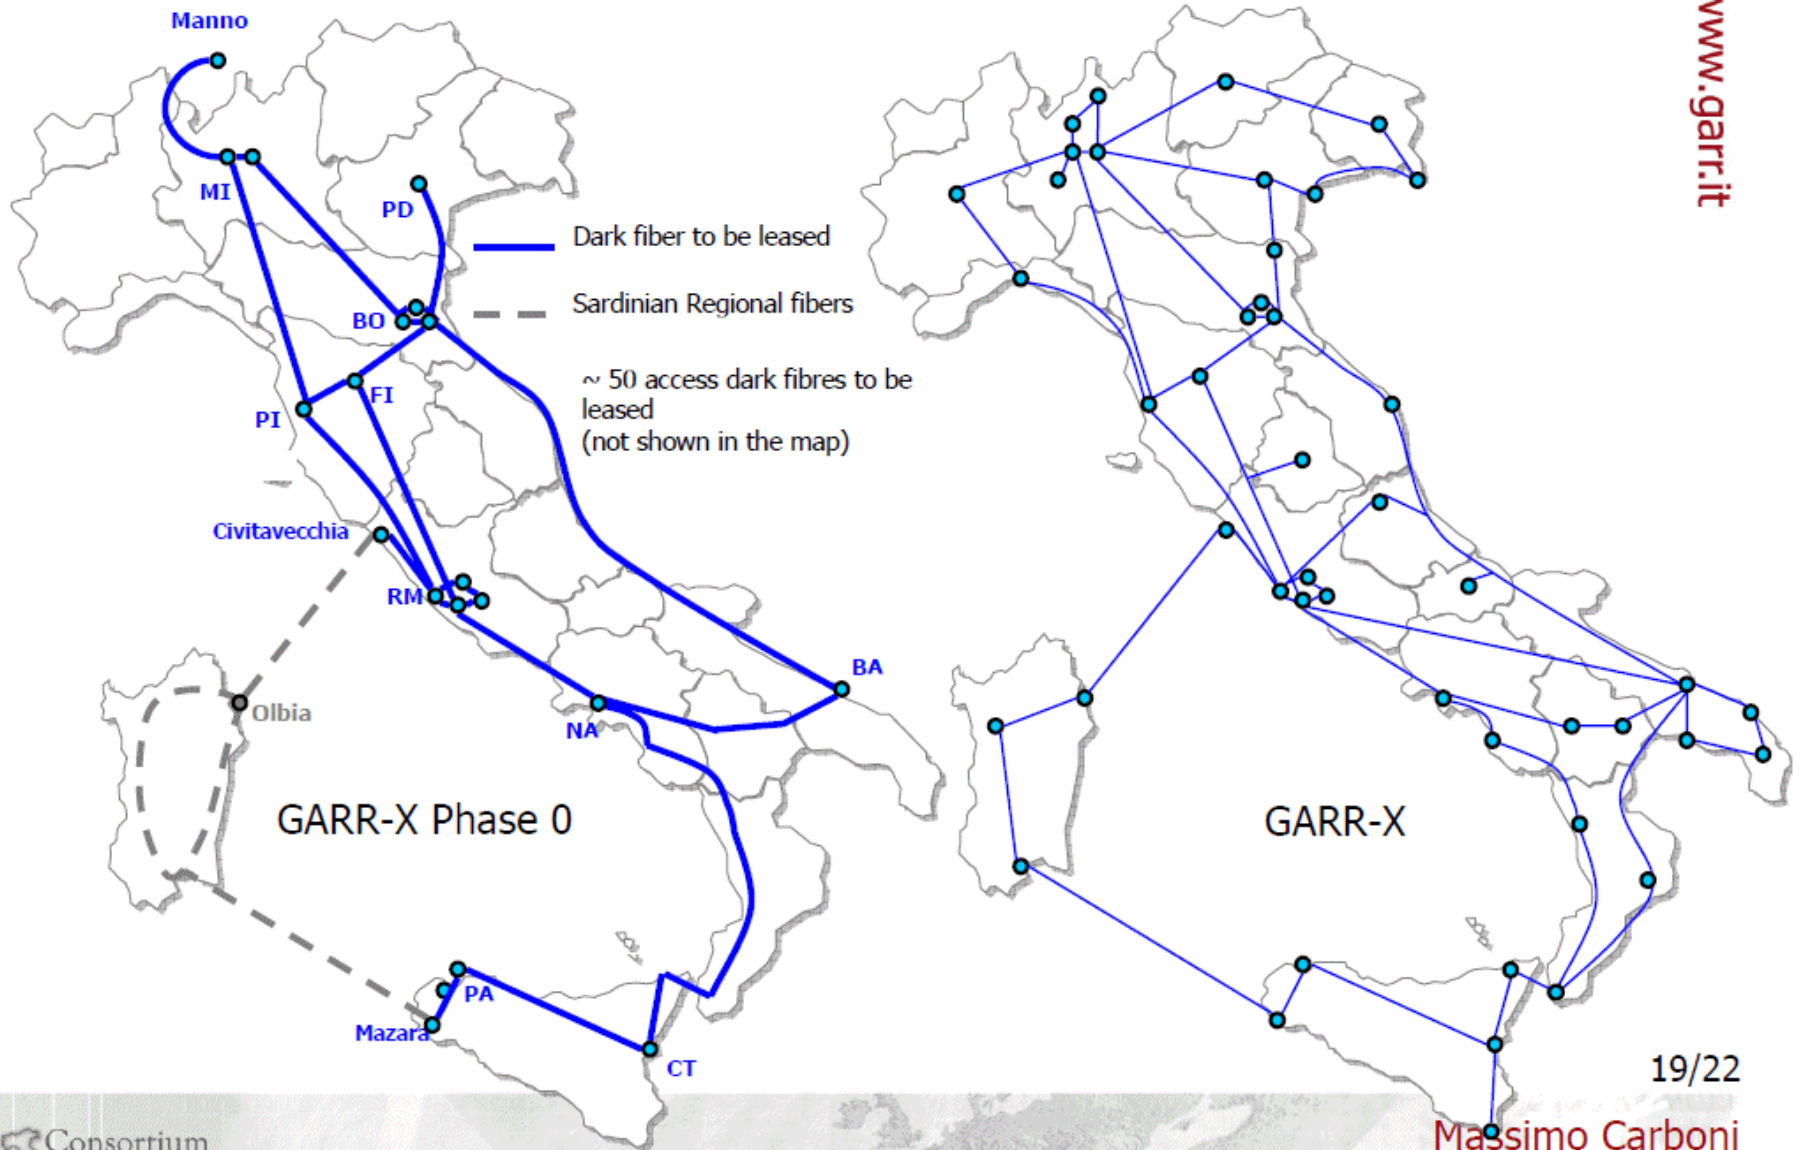 Manno
MI
PD
Dark fiber to be leased
Sardinian Regional fibers
BO
~ 50 access dark fibres to be
leased
(not shown in the map)
FI
PI
Civitavecchia
RM
BA
Olbia
NA
GARR-X Phase 0
PA
Mazara
CT
GARR-X
ww.garr.it
19/22
Consortium
Massimo Carboni